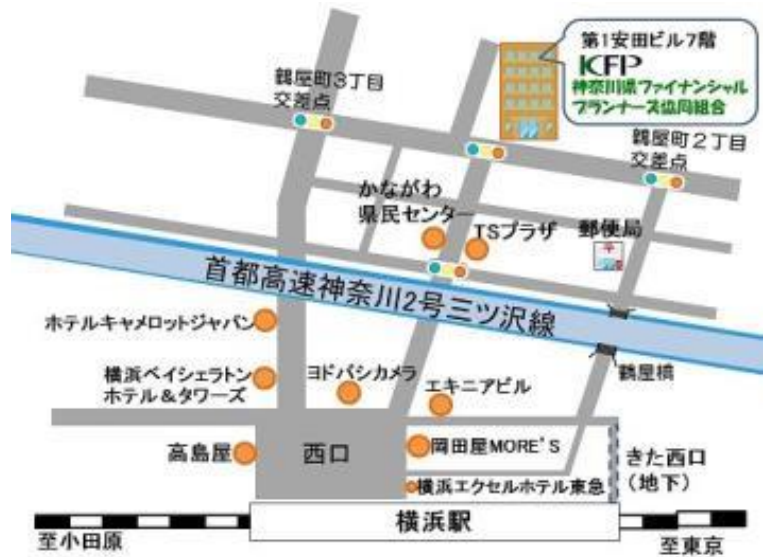 第1安田ビル7階
KFP
神奈川県ファイナンシャル
プランナーズ協同組合
鶴屋町3丁目
交差点
鶴屋町2丁目
交差点
かながわ
県民センター
TSプラザ
郵便局
首都高速神奈川2号三ツ沢線
ホテルキャメロットジャパン
横浜ベイシェラトン
ホテル&タワーズ
ヨドバシカメラ
エキニアビル
鶴屋橋
高島屋
西口
岡田屋MORE'S
きた西口
(地下)
横浜エクセルホテル東急
横浜駅
至小田原
至東京